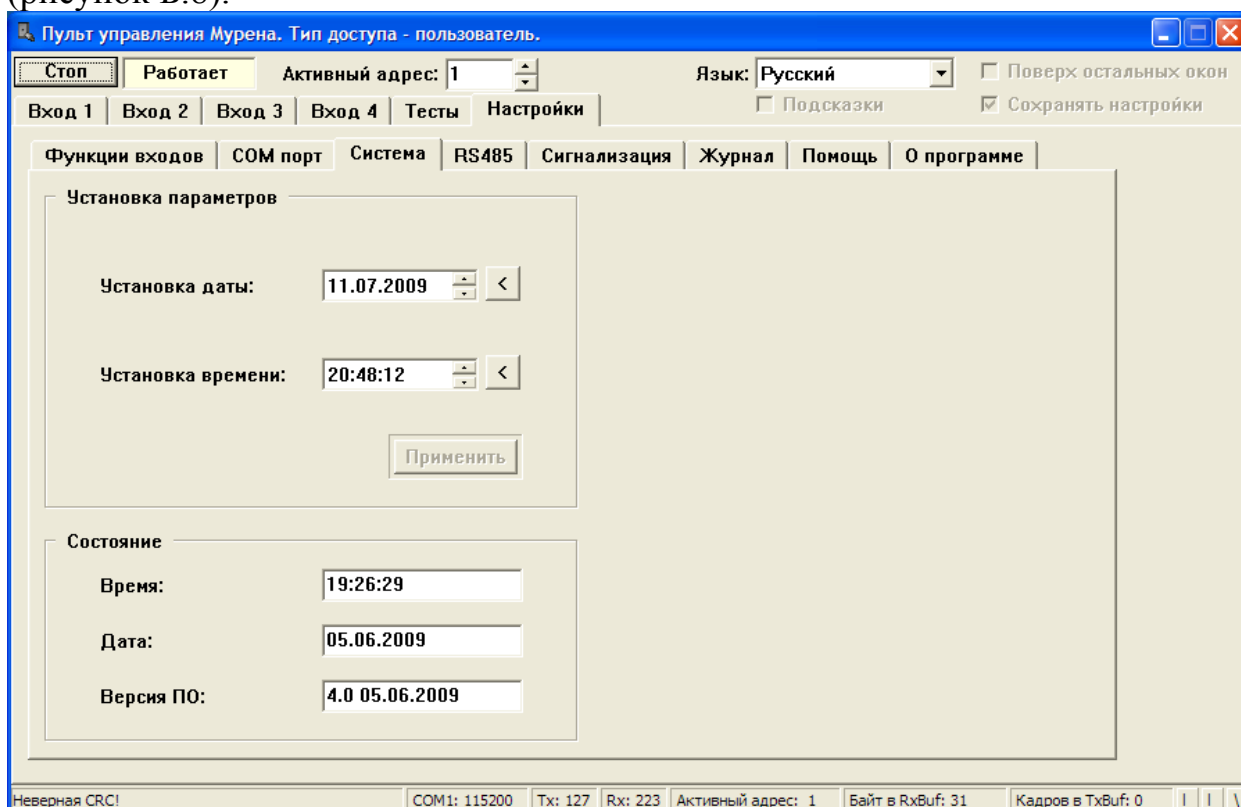 (рисунок В.8).
Пульт управления Мурена. Тип доступа - пользователь.
Стоп Работает Активный адрес: 1 Язык: Русский Поверх остальных окон
Вход 1 Вход 2 Вход 3 Вход 4 Тесты Настройки Подсказки Сохранять настройки
Функции входов COM порт Система RS485 Сигнализация Журнал Помощь О программе
Установка параметров
Установка даты: 11.07.2009 <
Установка времени: 20:48:12 <
Применить
Состояние
Время: 19:26:29
Дата: 05.06.2009
Версия ПО: 4.0 05.06.2009
Неверная CRC! COM1: 115200 Tx: 127 Rx: 223 Активный адрес: 1 Байт в RxBuf: 31 Кадров в TxBuf: 0 | | \